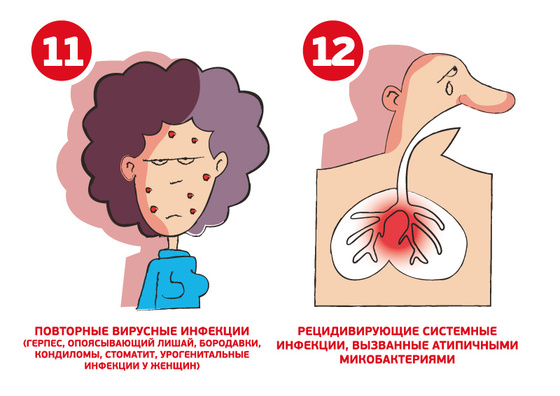 11
ПОВТОРНЫЕ ВИРУСНЫЕ ИНФЕКЦИИ
(ГЕРПЕС, ОПОЯСЫВАЮЩИЙ ЛИШАЙ, БОРОДАВКИ,
КОНДИЛОМЫ, СТОМАТИТ, УРОГЕНИТАЛЬНЫЕ
ИНФЕКЦИИ У ЖЕНЩИН)
12
РЕЦИДИВИРУЮЩИЕ СИСТЕМНЫЕ
ИНФЕКЦИИ, ВЫЗВАННЫЕ АТИПИЧНЫМИ
МИКОБАКТЕРИЯМИ